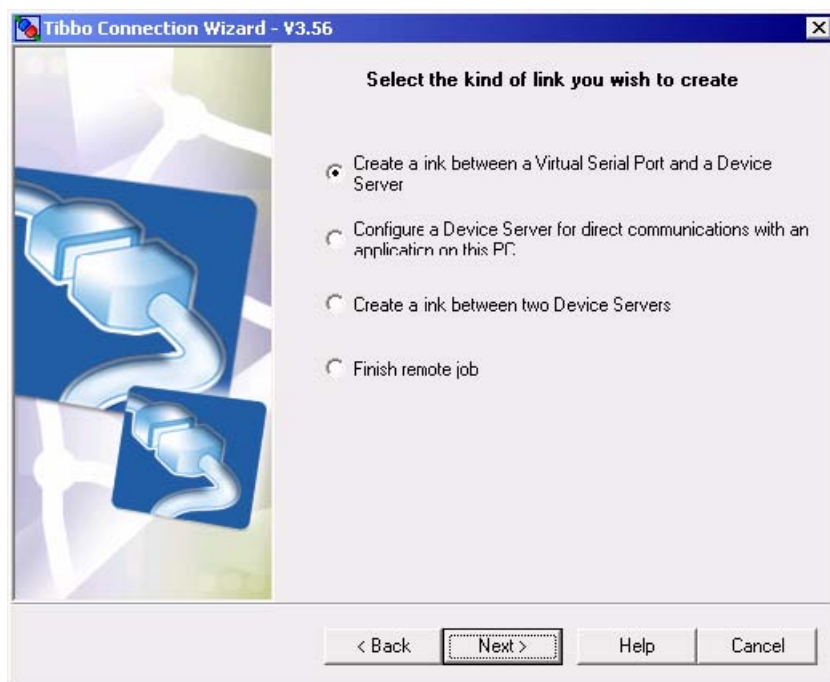 Tibbo Connection Wizard - V3.56
Select the kind of link you wish to create
Create a ink between a Virtual Serial Port and a Device
Server
Configure a Device Server for direct communications with an
application on this PC
Create a ink between two Device Servers
Finish remote job
< Back
Next >
Help
Cancel